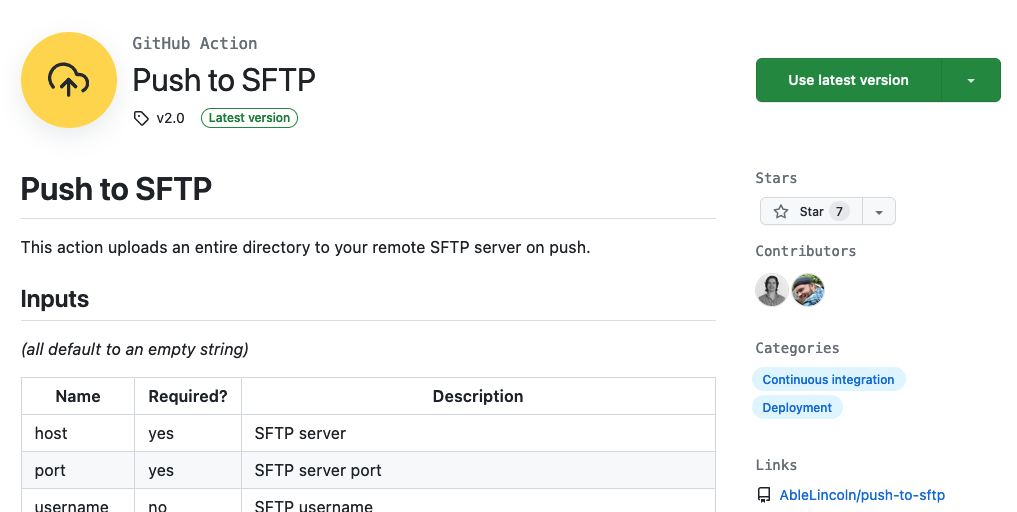 GitHub Action
Push to SFTP
v2.0 Latest version
Use latest version
Push to SFTP
This action uploads an entire directory to your remote SFTP server on push.
Inputs
(all default to an empty string)
Name Required? Description
host yes SFTP server
port yes SFTP server port
username no SFTP username
Stars
Star 7
Contributors
Categories
Continuous integration
Deployment
Links
AbleLincoln/push-to-sftp